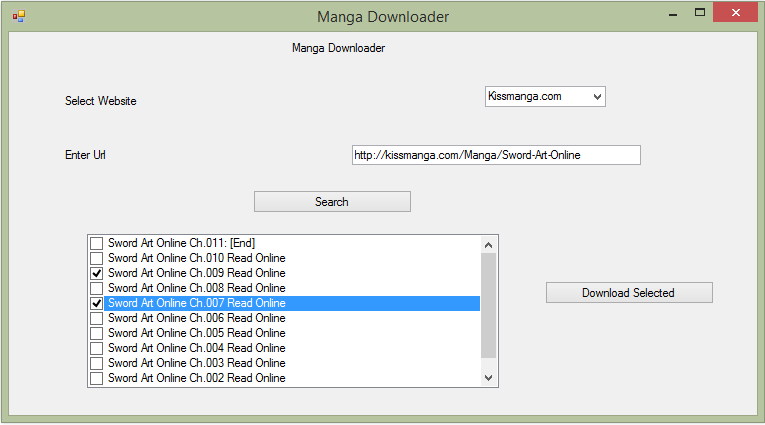 Manga Downloader
Manga Downloader
Select Website
Kissmanga.com
Enter Url
http://kissmanga.com/Manga/Sword-Art-Online
Search
Sword Art Online Ch.011: [End]
Sword Art Online Ch.010 Read Online
Sword Art Online Ch.009 Read Online
Sword Art Online Ch.008 Read Online
Sword Art Online Ch.007 Read Online
Sword Art Online Ch.006 Read Online
Sword Art Online Ch.005 Read Online
Sword Art Online Ch.004 Read Online
Sword Art Online Ch.003 Read Online
Sword Art Online Ch.002 Read Online
Download Selected